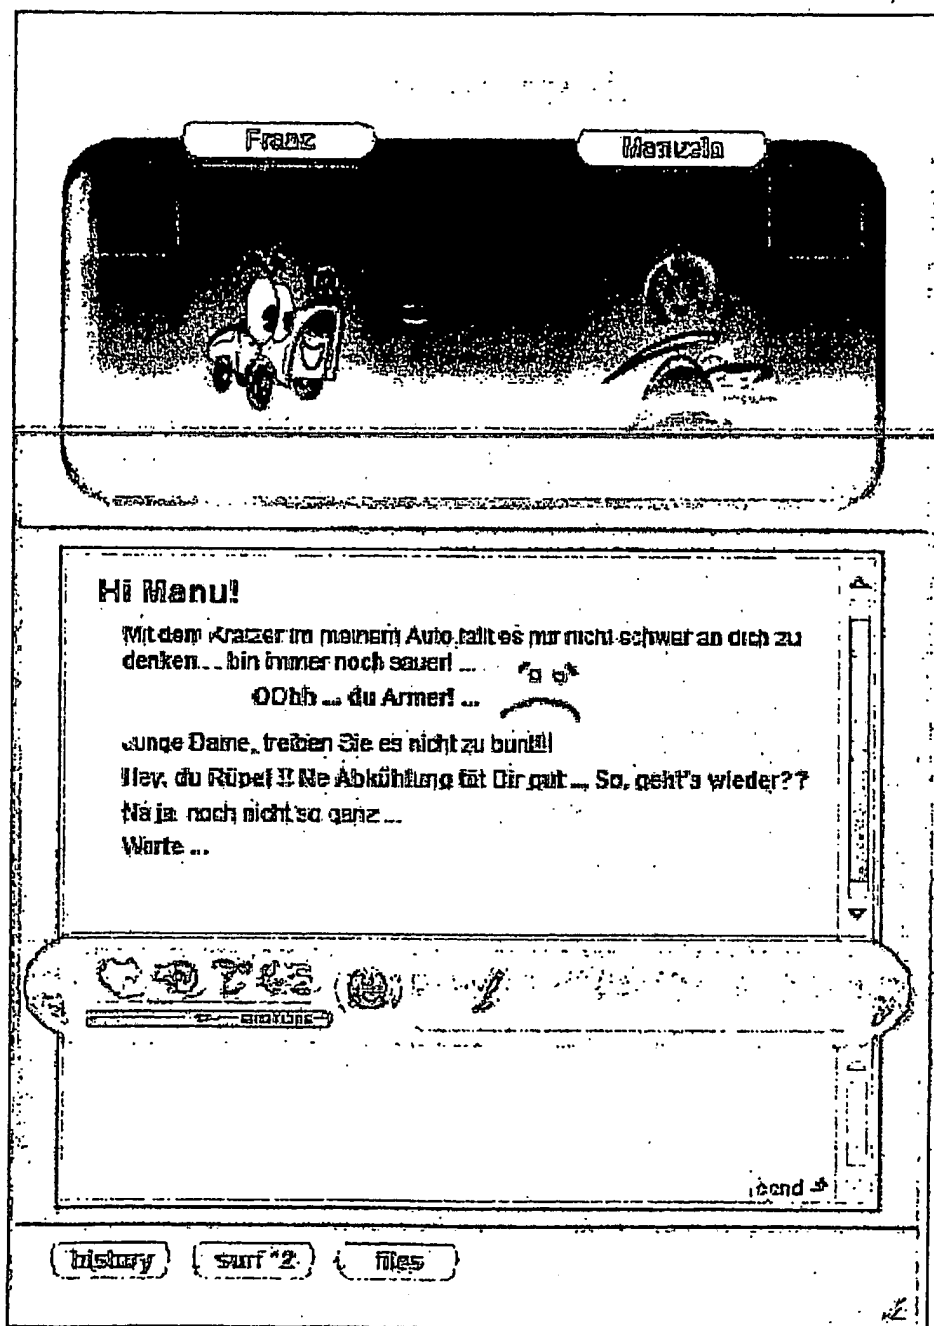 Franz
Manuela
Hi Manu!
Mit dem Kratzer im meinem Auto fällt es mir nicht schwer an dich zu
denken... bin immer noch sauer! ...
OOhh ... du Armer! ...
Junge Dame, treiben Sie es nicht zu bunt!!!
Hey, du Rüpel !! Ne Abkühlung tüt Dir gut ... So, geht's wieder??
Na ja noch nicht so ganz ...
Warte ...
emotions
send
history
surf *2
files